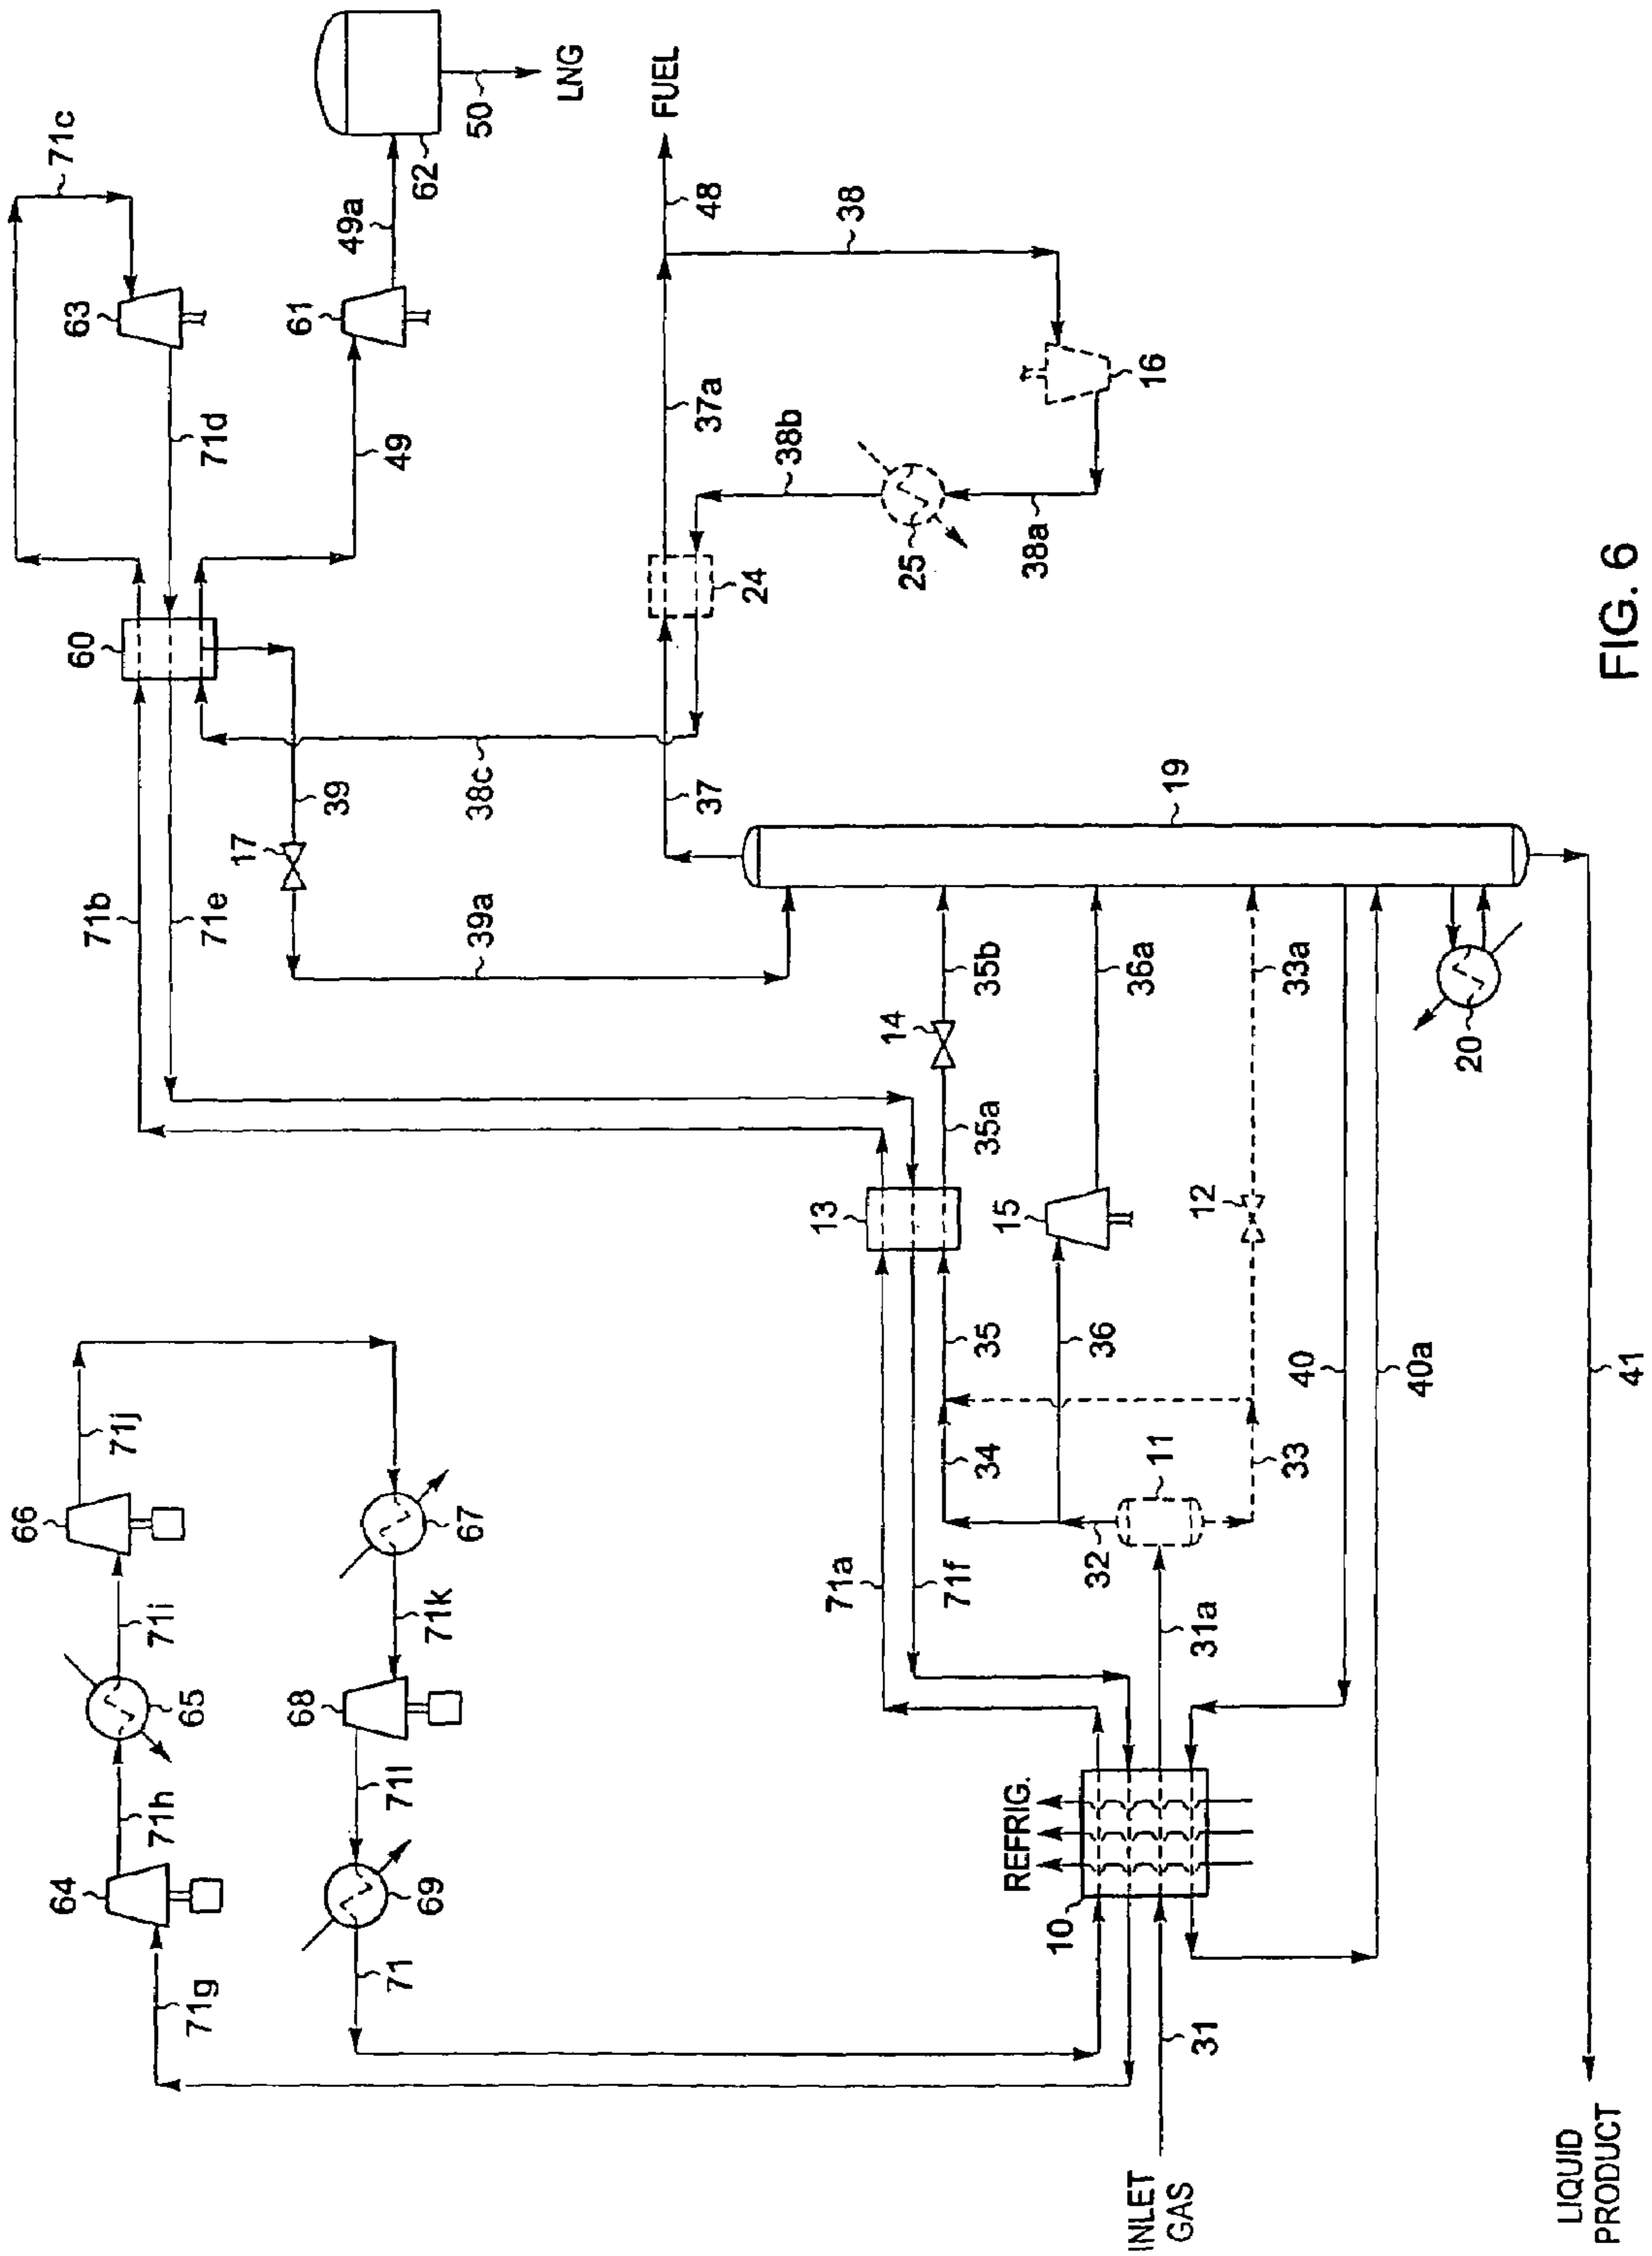 71c
63
71d
60
61
49
49a
62
50
LNG
71b
71e
17
39
38c
39a
FUEL
48
38
37a
37
38b
24
25
38a
16
66
71j
71i
65
71h
64
71g
67
71k
68
71l
69
71
13
14
35a
35b
15
36a
12
33a
19
20
71a
71f
34
35
36
11
32
33
31a
40
40a
41
REFRIG.
10
31
INLET
GAS
LIQUID
PRODUCT
FIG. 6